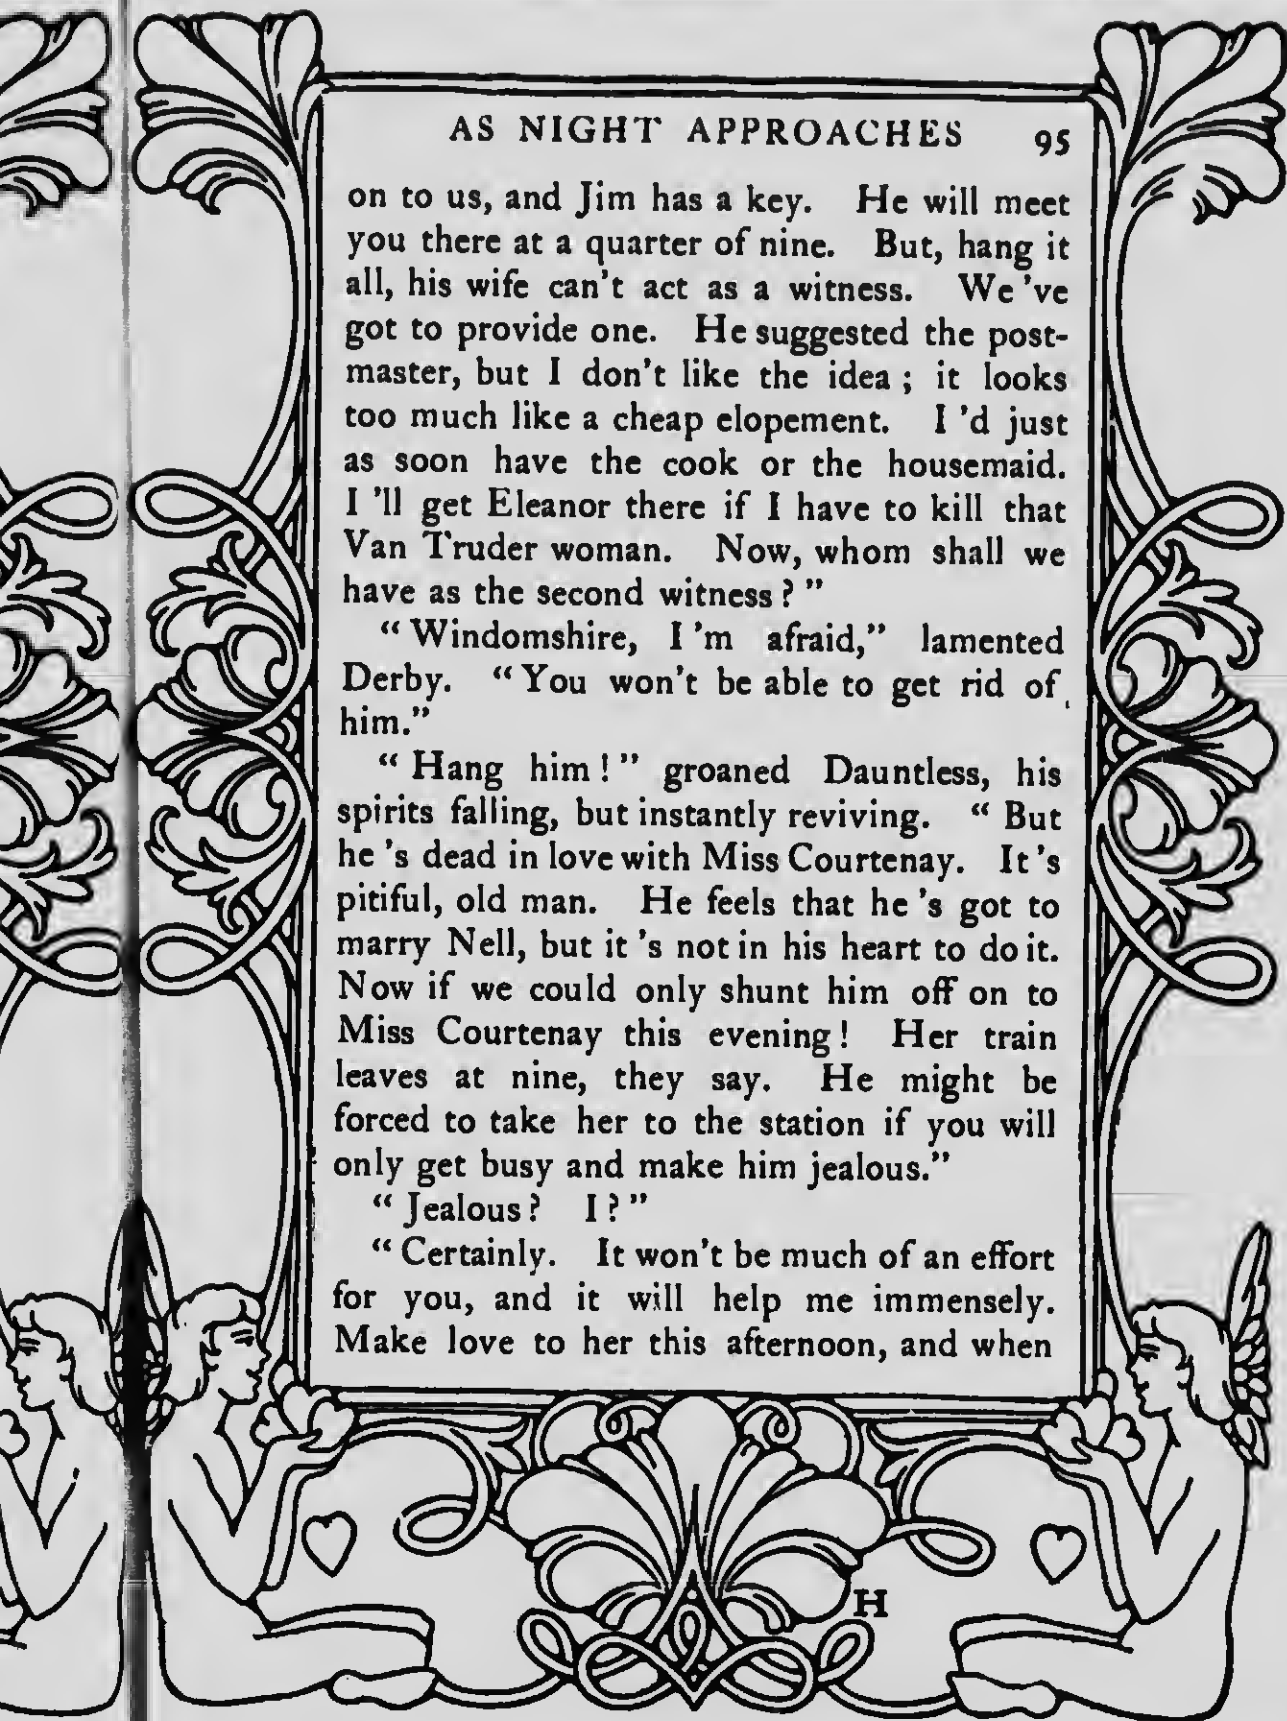 AS NIGHT APPROACHES 95
on to us, and Jim has a key. He will meet
you there at a quarter of nine. But, hang it
all, his wife can't act as a witness. We 've
got to provide one. He suggested the post-
master, but I don't like the idea ; it looks
too much like a cheap elopement. I 'd just
as soon have the cook or the housemaid.
I 'll get Eleanor there if I have to kill that
Van Truder woman. Now, whom shall we
have as the second witness ? "
“ Windomshire, I 'm afraid,” lamented
Derby. “ You won't be able to get rid of
him.”
“ Hang him ! ” groaned Dauntless, his
spirits falling, but instantly reviving. “ But
he 's dead in love with Miss Courtenay. It 's
pitiful, old man. He feels that he 's got to
marry Nell, but it 's not in his heart to do it.
Now if we could only shunt him off on to
Miss Courtenay this evening ! Her train
leaves at nine, they say. He might be
forced to take her to the station if you will
only get busy and make him jealous.”
“ Jealous ? I ? ”
“ Certainly. It won't be much of an effort
for you, and it will help me immensely.
Make love to her this afternoon, and when
H